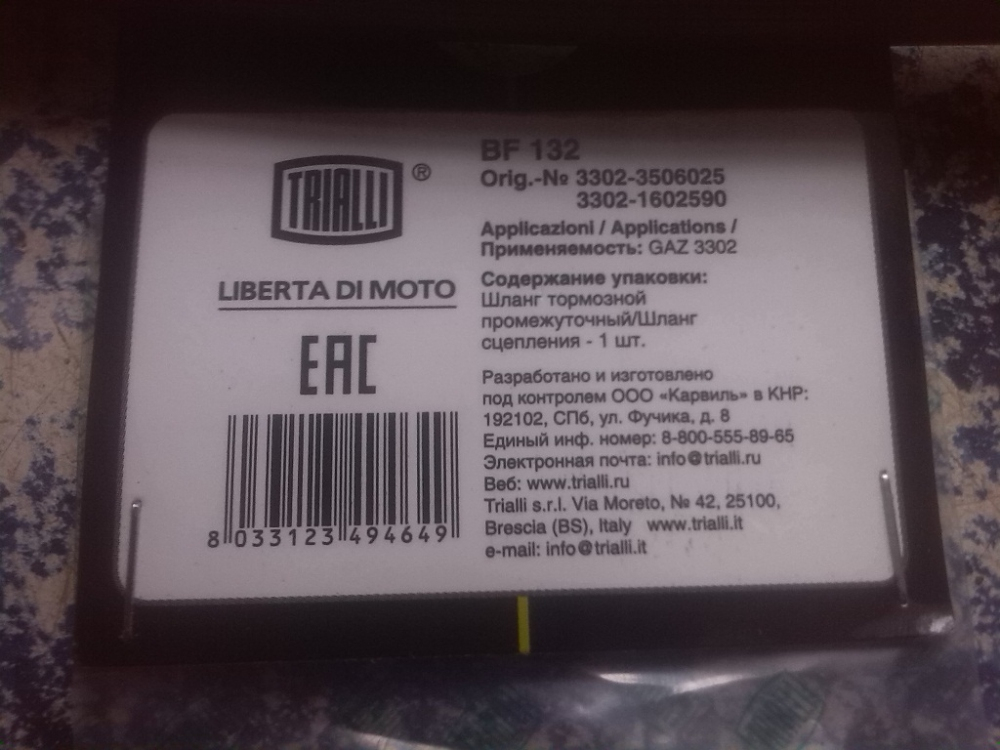 TRIALLI ®
LIBERTA DI MOTO
EAC
8 033123 494649
BF 132
Orig.-№ 3302-3506025
3302-1602590
Applicazioni / Applications /
Применяемость: GAZ 3302
Содержание упаковки:
Шланг тормозной
промежуточный/Шланг
сцепления - 1 шт.
Разработано и изготовлено
под контролем ООО «Карвиль» в КНР:
192102, СПб, ул. Фучика, д. 8
Единый инф. номер: 8-800-555-89-65
Электронная почта: info@trialli.ru
Веб: www.trialli.ru
Trialli s.r.l. Via Moreto, № 42, 25100,
Brescia (BS), Italy www.trialli.it
e-mail: info@trialli.it